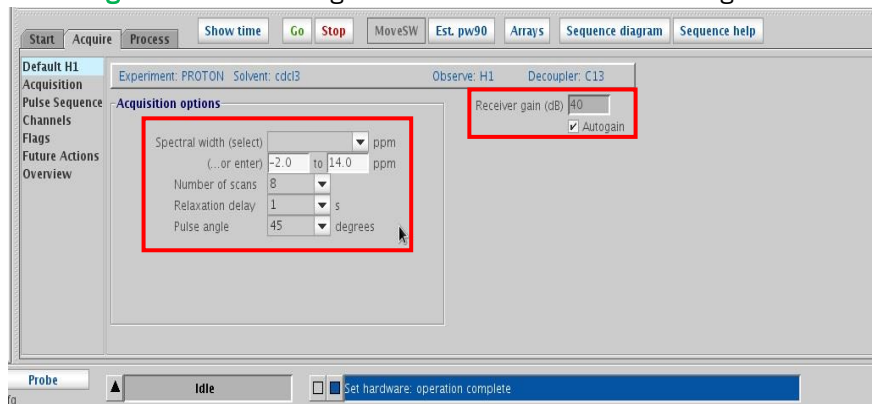 Start Acquire Process Show time Go Stop MoveSW Est. pw90 Arrays Sequence diagram Sequence help
Default H1
Acquisition
Pulse Sequence
Channels
Flags
Future Actions
Overview
Experiment: PROTON Solvent: cdcl3 Observe: H1 Decoupler: C13
Acquisition options
Spectral width (select) ppm
(...or enter) -2.0 to 14.0 ppm
Number of scans 8
Relaxation delay 1 s
Pulse angle 45 degrees
Receiver gain (dB) 40
Autogain
Probe
Idle
Set hardware: operation complete